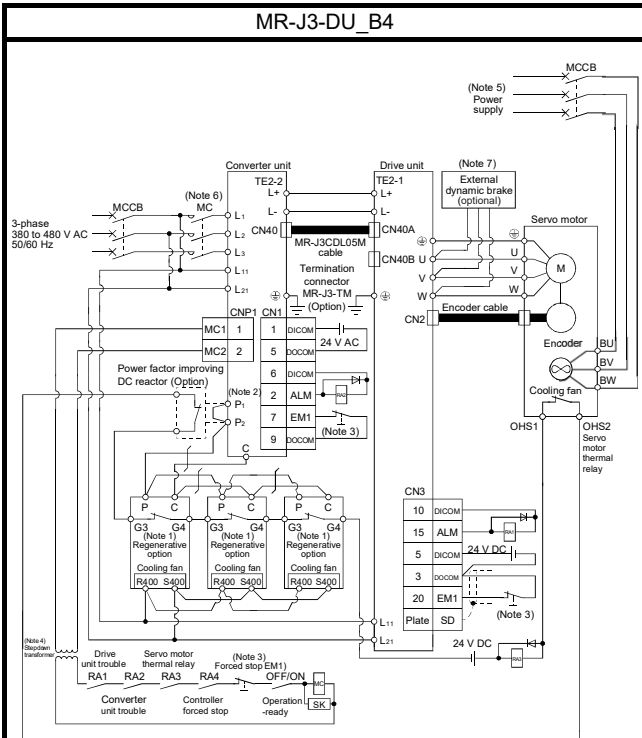 MR-J3-DU_B4
MCCB
(Note 5)
Power
supply
Converter unit
Drive unit
(Note 7)
External
dynamic brake
(optional)
TE2-2
TE2-1
L+
L+
L-
L-
Servo motor
MCCB
(Note 6)
MC
3-phase
380 to 480 V AC
50/60 Hz
L1
L2
L3
L11
L21
CN40
CN40A
MR-J3CDL05M
cable
CN40B
Termination
connector
MR-J3-TM
(Option)
U
V
W
U
V
W
M
CN2
Encoder cable
Encoder
BU
BV
BW
Cooling fan
OHS1
OHS2
Servo
motor
thermal
relay
CNP1
CN1
MC1 1
MC2 2
1 DICOM
5 DOCOM
6 DICOM
2 ALM
7 EM1
9 DOCOM
24 V AC
RA2
(Note 3)
Power factor improving
DC reactor (Option)
(Note 2)
P1
P2
C
P C
P C
P C
G3 G4
G3 G4
G3 G4
(Note 1)
Regenerative
option
(Note 1)
Regenerative
option
(Note 1)
Regenerative
option
Cooling fan
Cooling fan
Cooling fan
R400 S400
R400 S400
R400 S400
CN3
10 DICOM
15 ALM
5 DICOM
3 DOCOM
20 EM1
Plate SD
RA1
24 V DC
(Note 3)
L11
L21
24 V DC
RA3
(Note 4)
Stepdown
transformer
Drive
unit trouble
Servo motor
thermal relay
(Note 3)
Forced stop EM1)
OFF/ON
RA1 RA2 RA3 RA4
Converter
unit trouble
Controller
forced stop
Operation
-ready
MC
SK